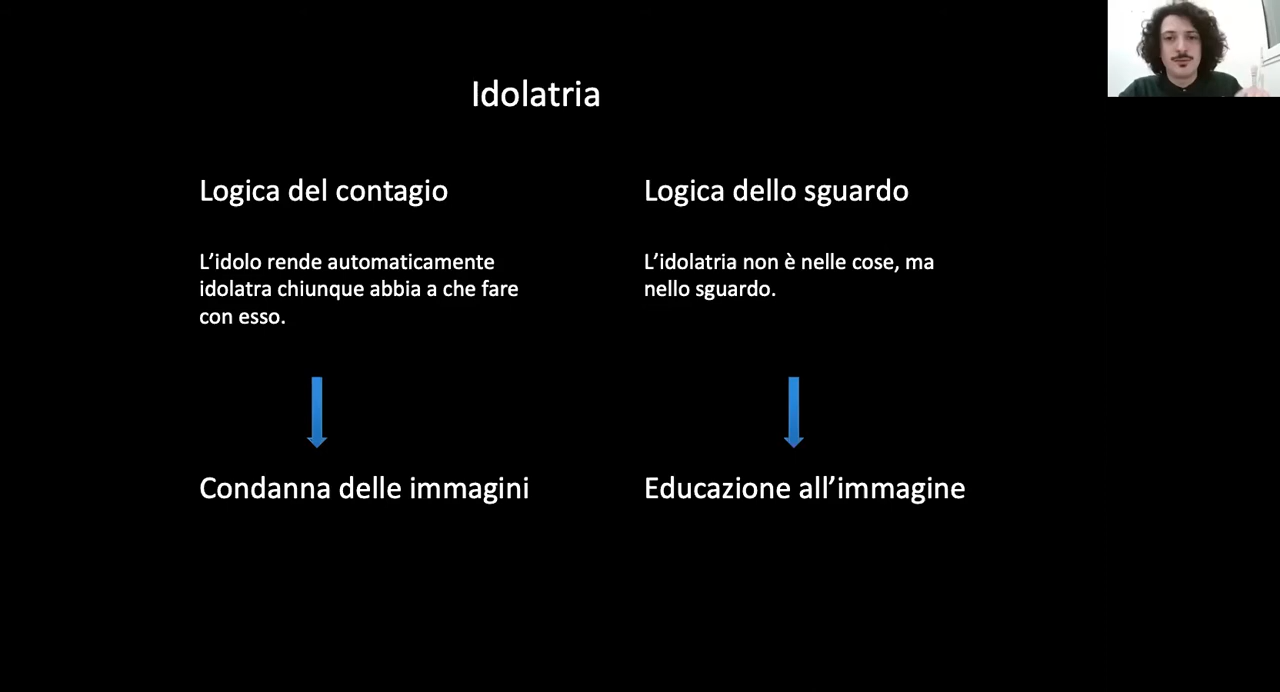 Idolatria
Logica del contagio
L’idolo rende automaticamente
idolatra chiunque abbia a che fare
con esso.
Condanna delle immagini
Logica dello sguardo
L’idolatria non è nelle cose, ma
nello sguardo.
Educazione all’immagine